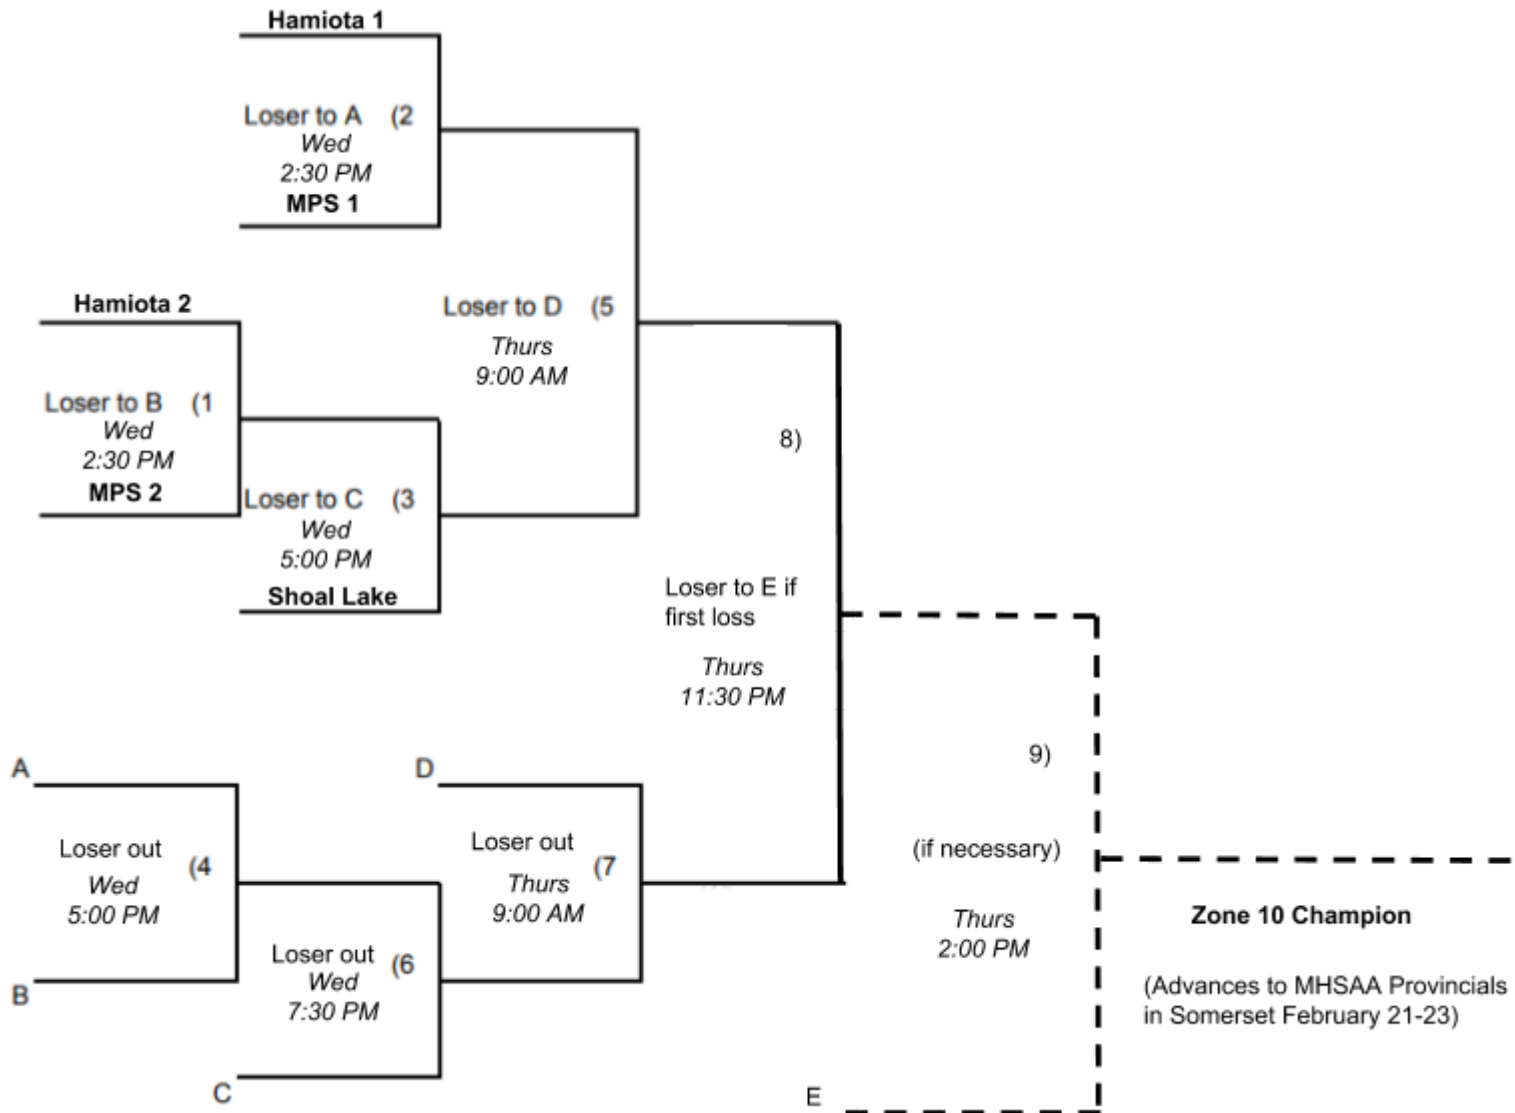 Hamiota 1
Loser to A (2
Wed
2:30 PM
MPS 1
Hamiota 2
Loser to B (1
Wed
2:30 PM
MPS 2
Loser to D (5
Thurs
9:00 AM
Loser to C (3
Wed
5:00 PM
Shoal Lake
8)
Loser to E if
first loss
Thurs
11:30 PM
A
Loser out (4
Wed
5:00 PM
B
Loser out (6
Wed
7:30 PM
C
D
Loser out (7
Thurs
9:00 AM
9)
(if necessary)
Thurs
2:00 PM
E
Zone 10 Champion
(Advances to MHSAA Provincials
in Somerset February 21-23)